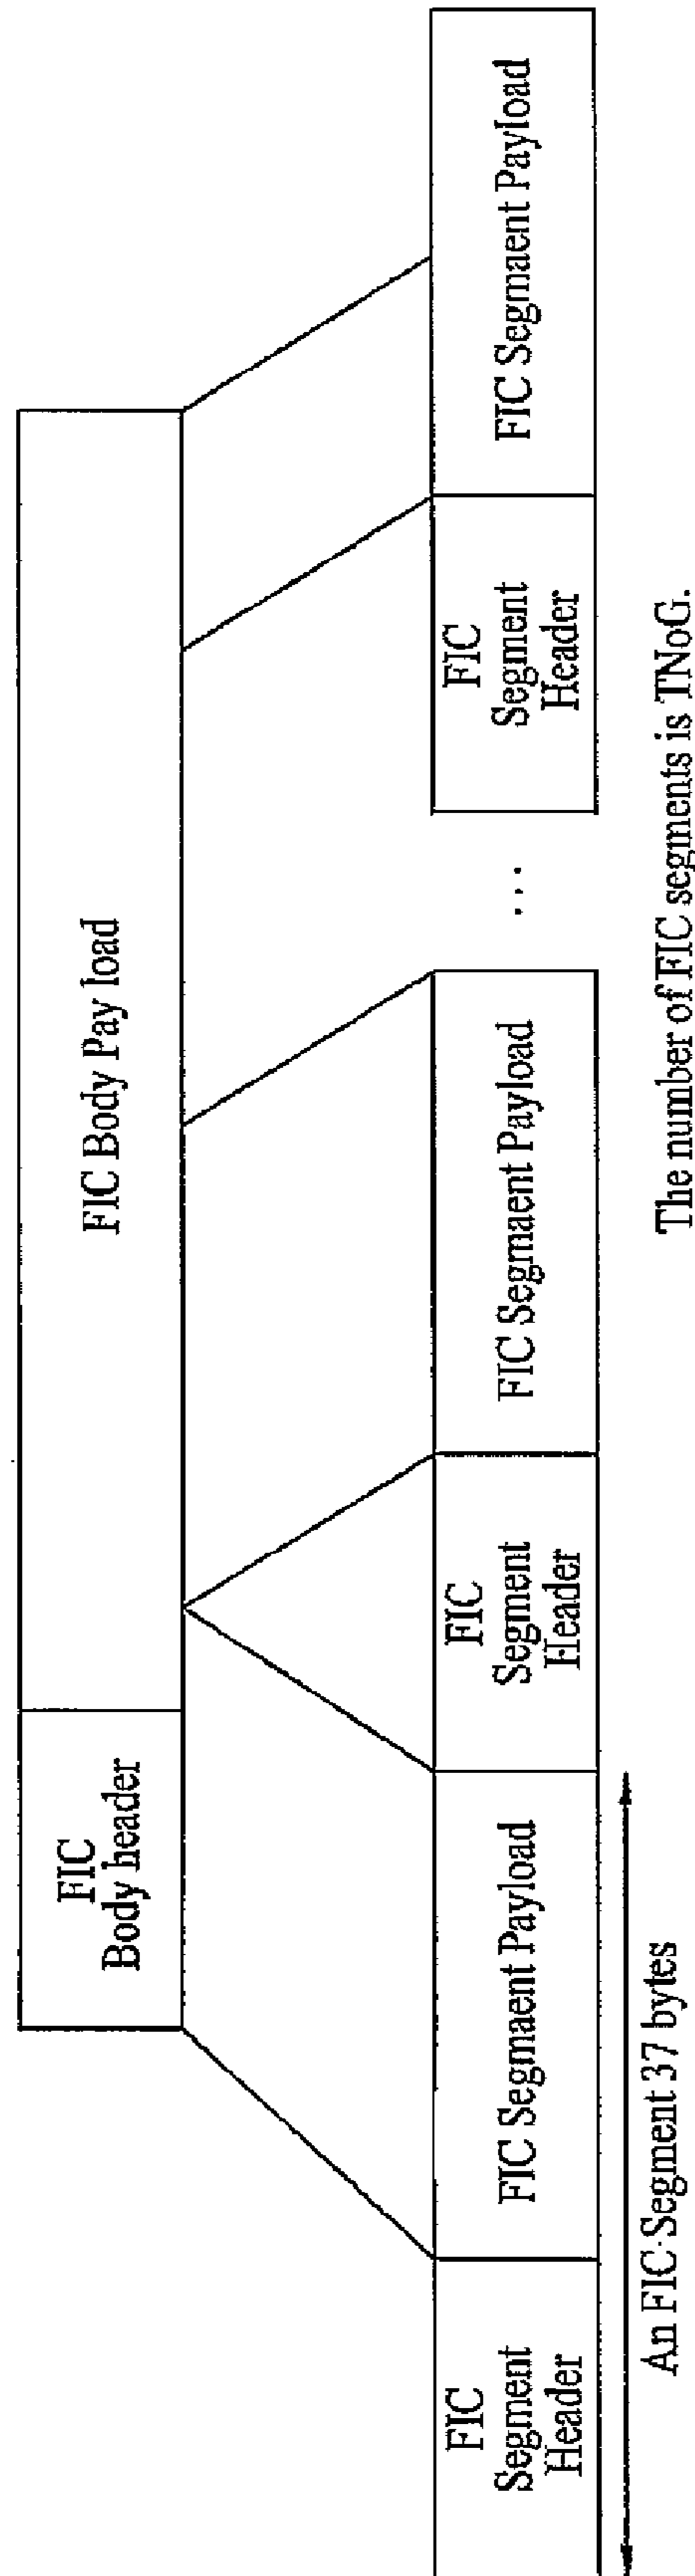 FIC
Body header
FIC Body Pay load
FIC
Segment
Header
FIC Segmaent Payload
FIC
Segment
Header
FIC Segmaent Payload
...
FIC
Segment
Header
FIC Segmaent Payload
An FIC-Segment 37 bytes
The number of FIC segments is TNoG.